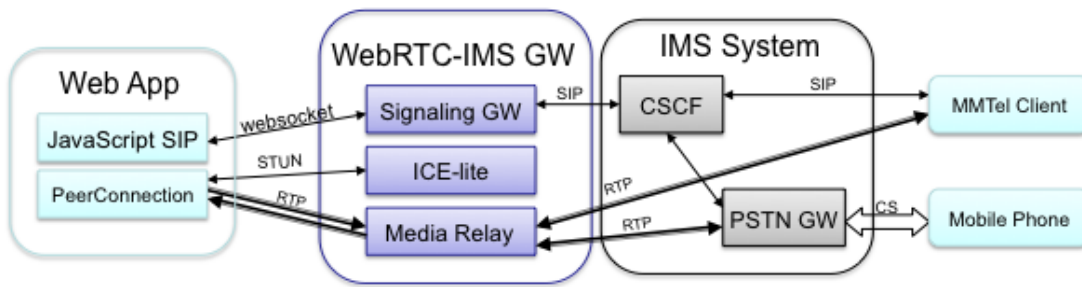 Web App
JavaScript SIP
PeerConnection
websocket
STUN
RTP
WebRTC-IMS GW
Signaling GW
ICE-lite
Media Relay
SIP
RTP
RTP
IMS System
CSCF
PSTN GW
SIP
CS
MMTel Client
Mobile Phone